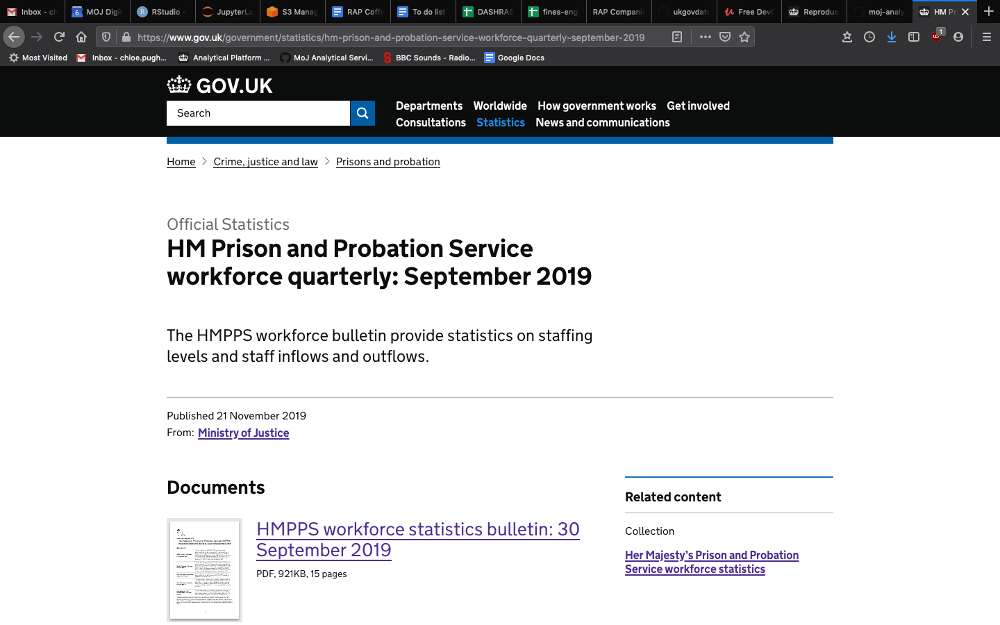 Inbox - ch
MOJ Digit
6
RStudio -
JupyterLa
S3 Manag
RAP Coffe
To do list
DASHRAS
fines-eng
RAP Compani
ukgovdata
Free DevO
Reproduc
moj-analy
HM Pr
https://www.gov.uk/government/statistics/hm-prison-and-probation-service-workforce-quarterly-september-2019
1
Most Visited
Inbox - chloe.pugh...
Analytical Platform ...
MoJ Analytical Servi...
BBC Sounds - Radio...
Google Docs
GOV.UK
Search
Departments Worldwide How government works Get involved
Consultations Statistics News and communications
Home Crime, justice and law Prisons and probation
Official Statistics
HM Prison and Probation Service
workforce quarterly: September 2019
The HMPPS workforce bulletin provide statistics on staffing
levels and staff inflows and outflows.
Published 21 November 2019
From: Ministry of Justice
Documents
HMPPS workforce statistics bulletin: 30
September 2019
PDF, 921KB, 15 pages
Related content
Collection
Her Majesty’s Prison and Probation
Service workforce statistics